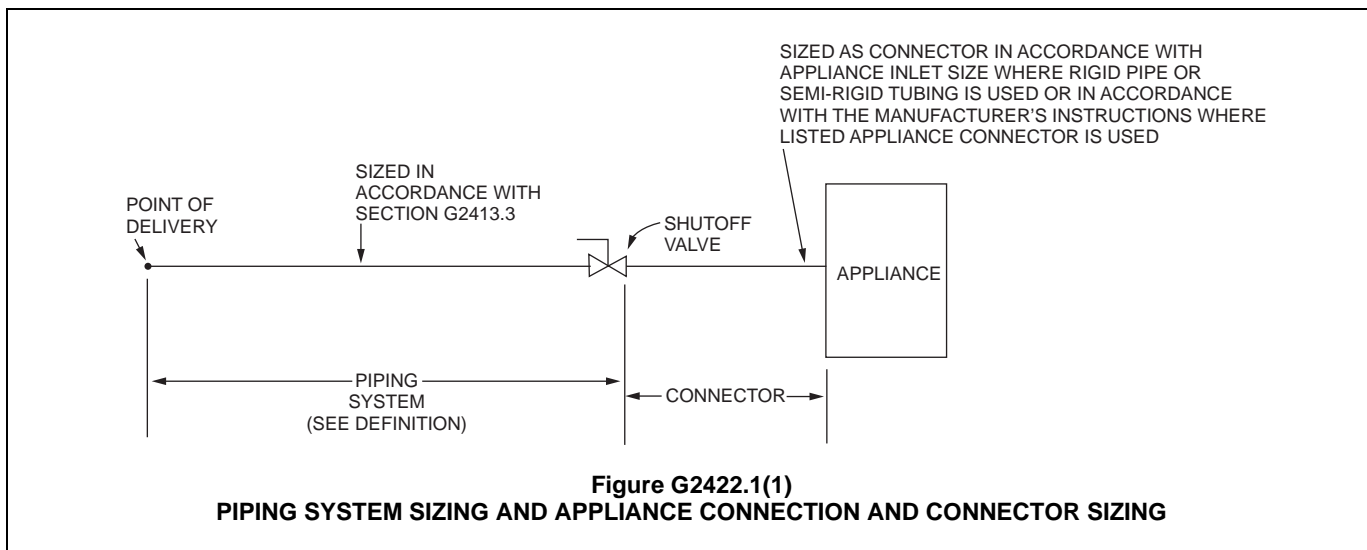 SIZED AS CONNECTOR IN ACCORDANCE WITH
APPLIANCE INLET SIZE WHERE RIGID PIPE OR
SEMI-RIGID TUBING IS USED OR IN ACCORDANCE
WITH THE MANUFACTURER'S INSTRUCTIONS WHERE
LISTED APPLIANCE CONNECTOR IS USED
SIZED IN
ACCORDANCE WITH
SECTION G2413.3
POINT OF
DELIVERY
SHUTOFF
VALVE
APPLIANCE
PIPING
SYSTEM
(SEE DEFINITION)
CONNECTOR
Figure G2422.1(1)
PIPING SYSTEM SIZING AND APPLIANCE CONNECTION AND CONNECTOR SIZING